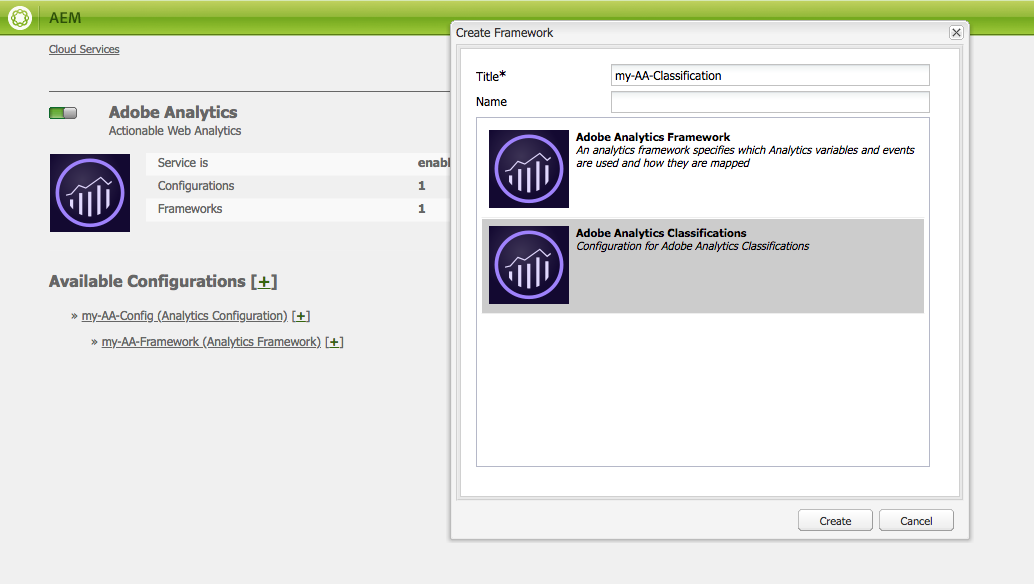 AEM
Cloud Services
Adobe Analytics
Actionable Web Analytics
Service is enabl
Configurations 1
Frameworks 1
Available Configurations [+]
» my-AA-Config (Analytics Configuration) [+]
» my-AA-Framework (Analytics Framework) [+]
Create Framework
Title* my-AA-Classification
Name
Adobe Analytics Framework
An analytics framework specifies which Analytics variables and events
are used and how they are mapped
Adobe Analytics Classifications
Configuration for Adobe Analytics Classifications
Create Cancel